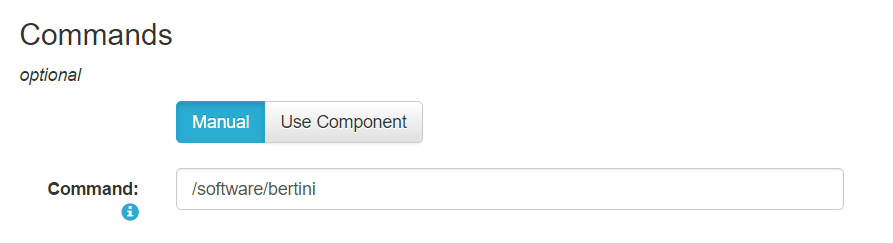 Commands
optional
Manual Use Component
Command: /software/bertini